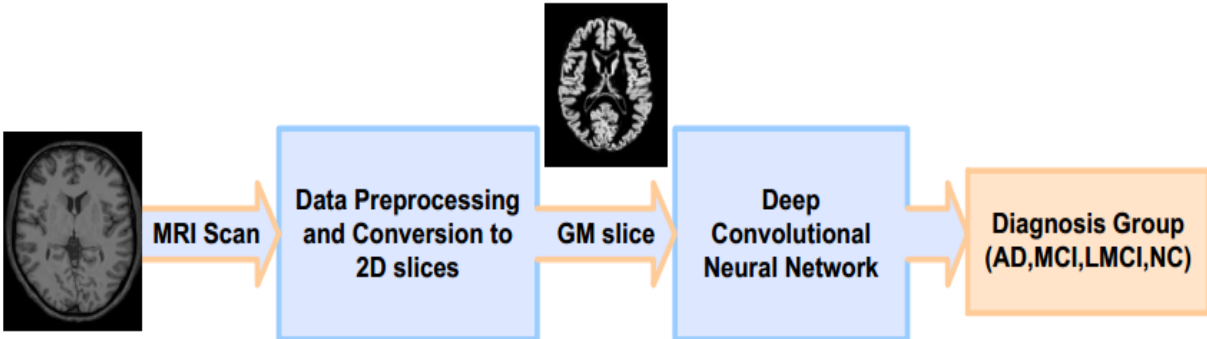 MRI Scan
Data Preprocessing
and Conversion to
2D slices
GM slice
Deep
Convolutional
Neural Network
Diagnosis Group
(AD,MCI,LMCI,NC)